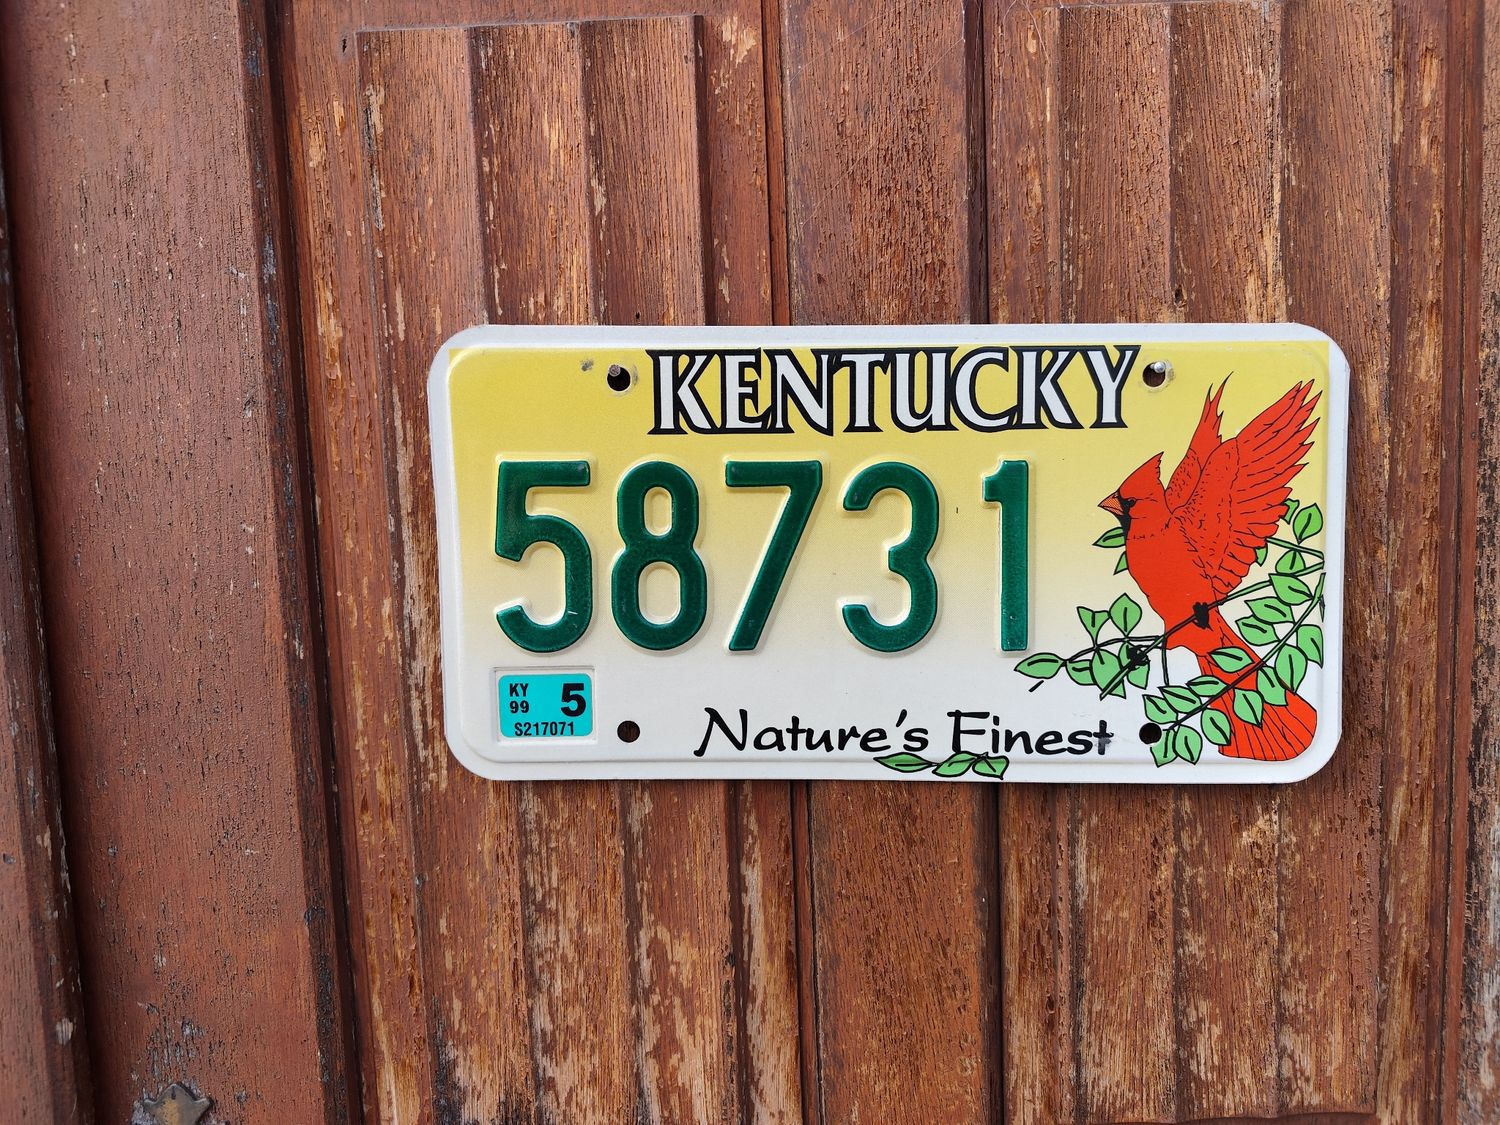 KENTUCKY
58731
KY 5
99
S217071
Nature's Finest